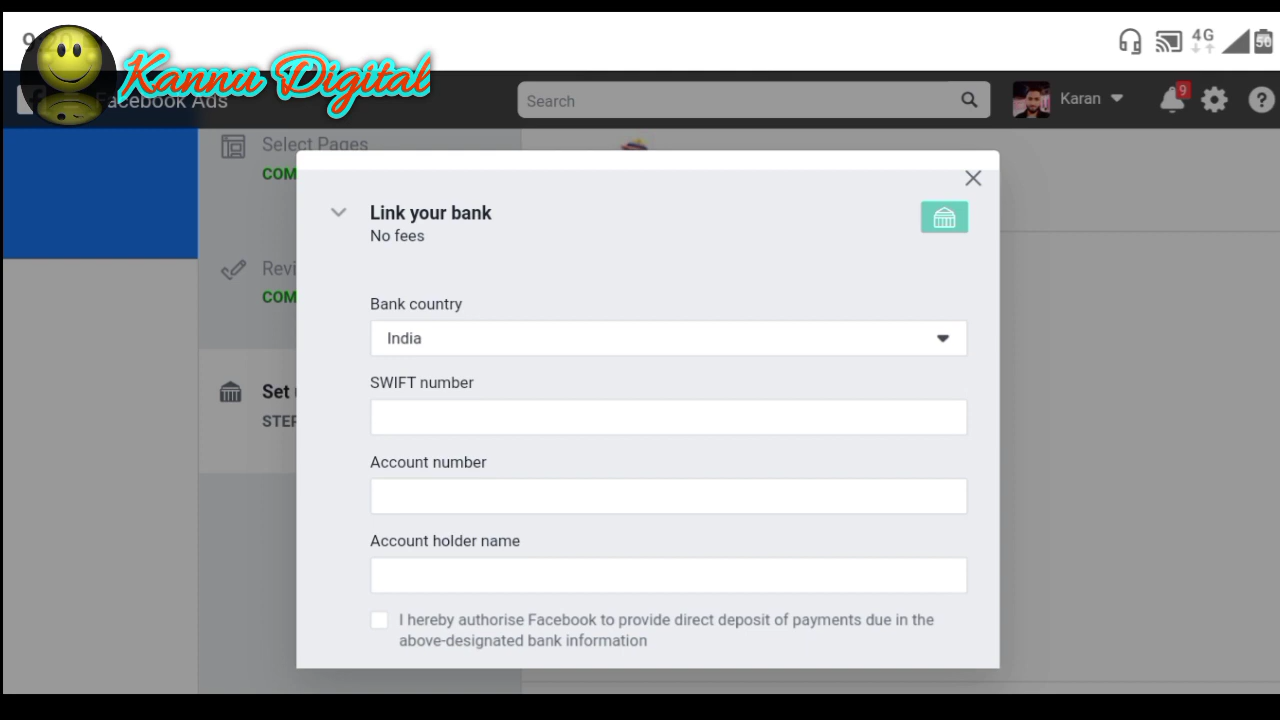 Kannu Digital
4G
50
Facebook Ads
Search
Karan
9
?
Select Pages
COM
Link your bank
No fees
Revi
COM
Bank country
India
SWIFT number
Set
STEP
Account number
Account holder name
I hereby authorise Facebook to provide direct deposit of payments due in the
above-designated bank information